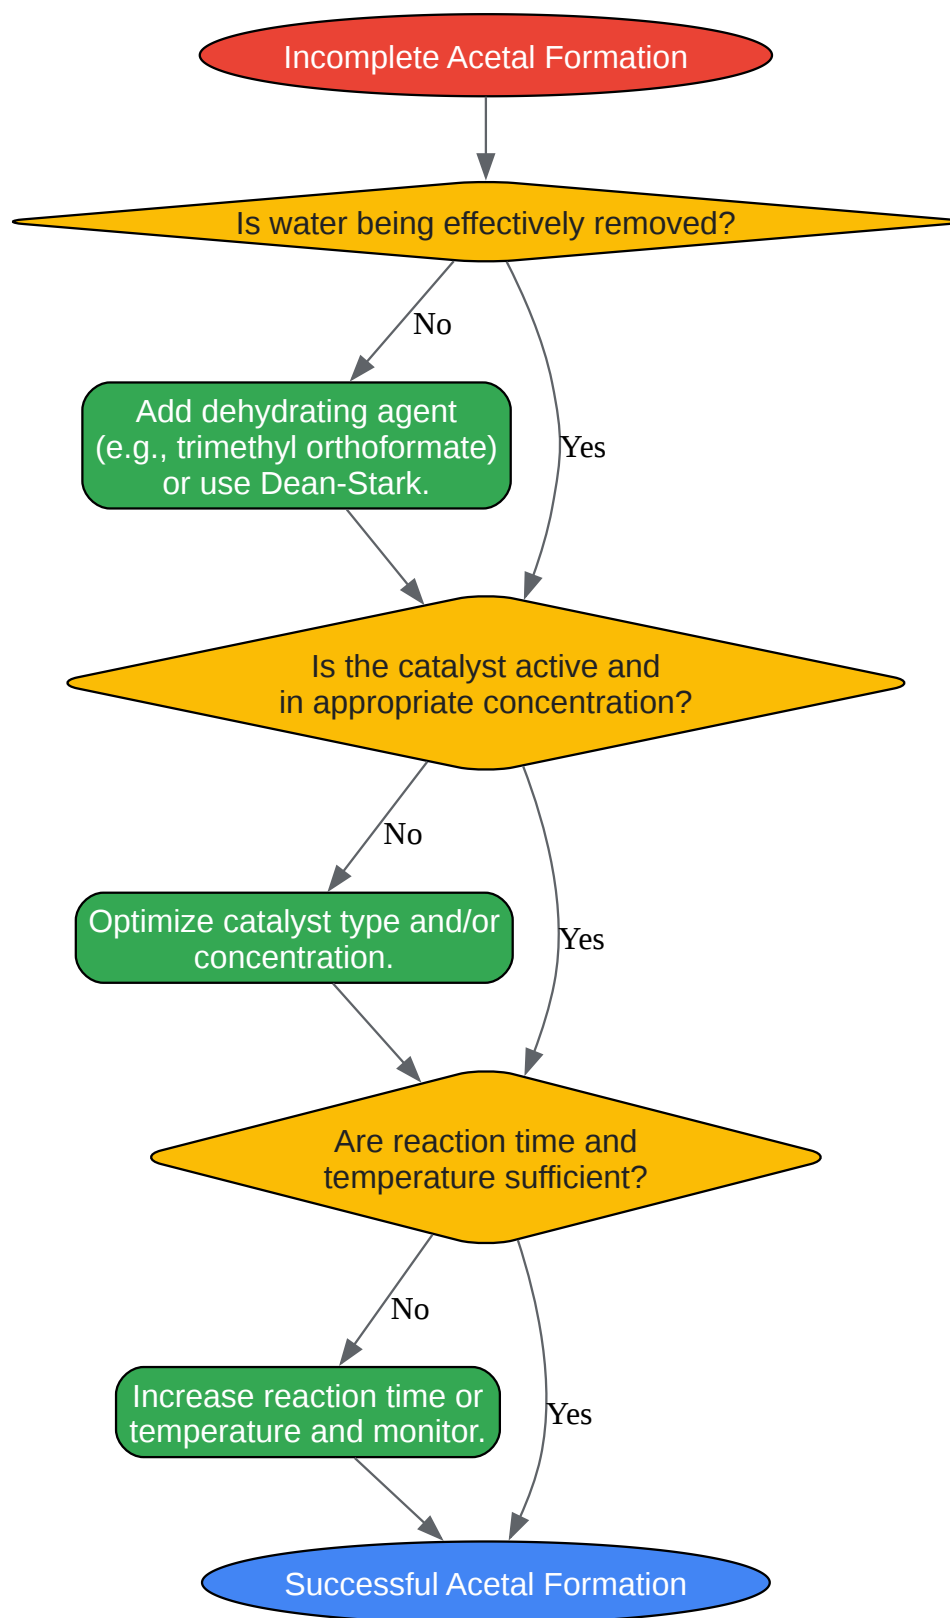 Incomplete Acetal Formation
Is water being effectively removed?
No
Add dehydrating agent
(e.g., trimethyl orthoformate)
or use Dean-Stark.
Yes
Is the catalyst active and
in appropriate concentration?
No
Optimize catalyst type and/or
concentration.
Yes
Are reaction time and
temperature sufficient?
No
Increase reaction time or
temperature and monitor.
Yes
Successful Acetal Formation